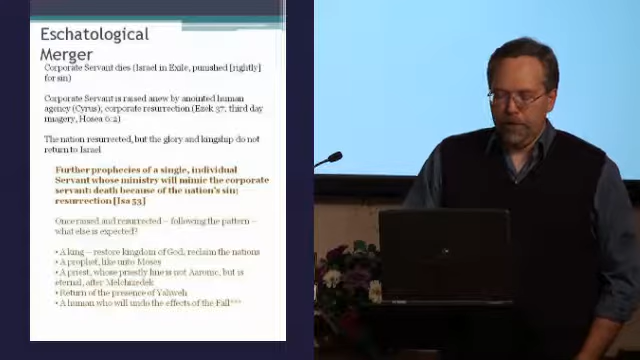 Eschatological
Merger
Corporate Servant dies (Israel in Exile, punished [rightly]
for sin)
Corporate Servant is raised anew by anointed human
agency (Cyrus); corporate resurrection (Ezek 37; third day
imagery, Hosea 6:2)
The nation resurrected, but the glory and kingship do not
return to Israel
Further prophecies of a single, individual
Servant whose ministry will mimic the corporate
servant: death because of the nation's sin;
resurrection [Isa 53]
Once raised and resurrected – following the pattern –
what else is expected?
• A king – restore kingdom of God, reclaim the nations
• A prophet, like unto Moses
• A priest, whose priestly line is not Aaronic, but is
eternal, after Melchizedek
• Return of the presence of Yahweh
• A human who will undo the effects of the Fall***